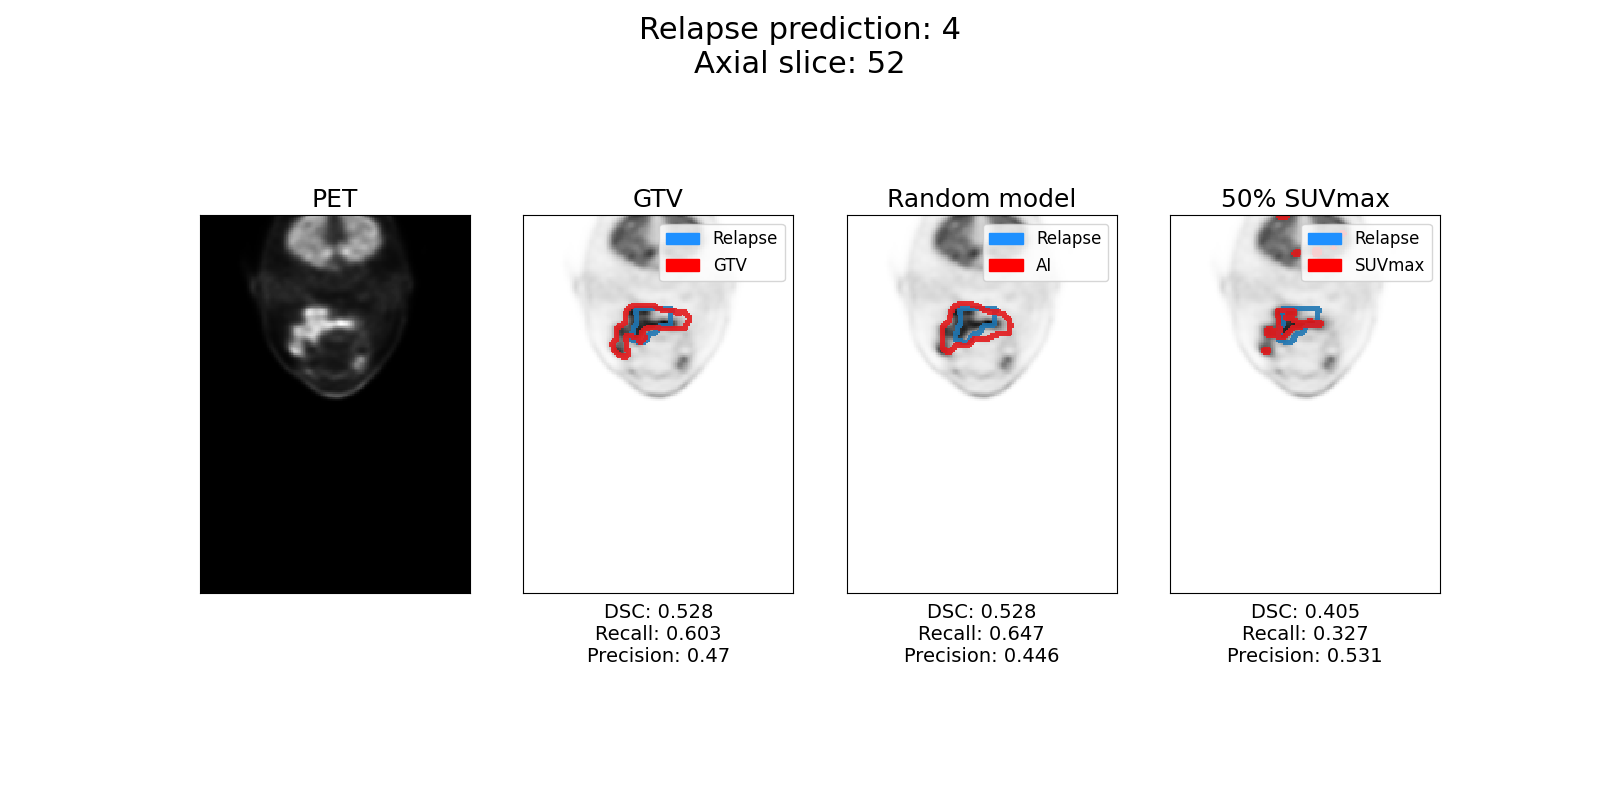 Relapse prediction: 4
Axial slice: 52
PET
GTV
Relapse
GTV
DSC: 0.528
Recall: 0.603
Precision: 0.47
Random model
Relapse
AI
DSC: 0.528
Recall: 0.647
Precision: 0.446
50% SUVmax
Relapse
SUVmax
DSC: 0.405
Recall: 0.327
Precision: 0.531